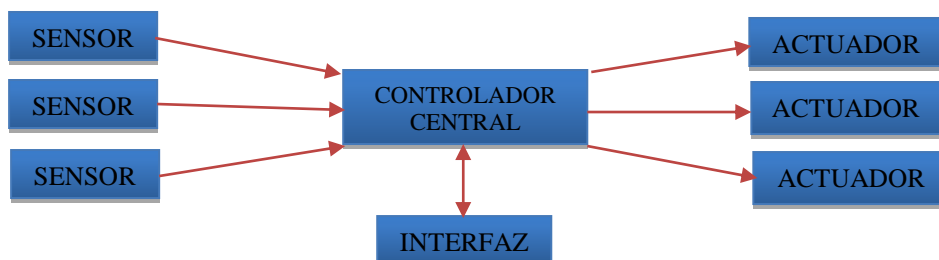 SENSOR
SENSOR
SENSOR
CONTROLADOR
CENTRAL
INTERFAZ
ACTUADOR
ACTUADOR
ACTUADOR